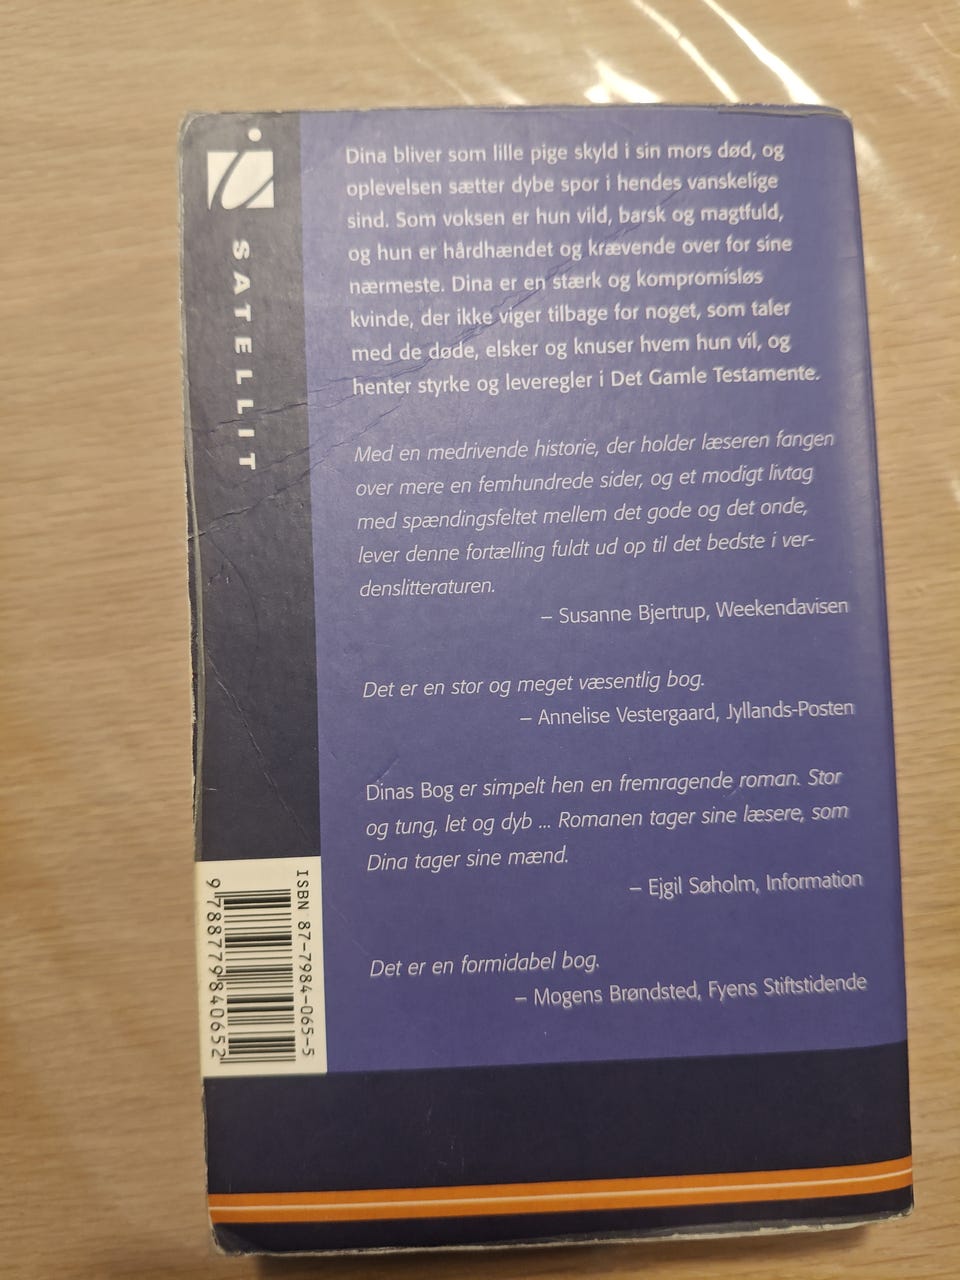 SATELLIT
Dina bliver som lille pige skyld i sin mors død, og
oplevelsen sætter dybe spor i hendes vanskelige
sind. Som voksen er hun vild, barsk og magtfuld,
og hun er hårdhændet og krævende over for sine
nærmeste. Dina er en stærk og kompromisløs
kvinde, der ikke viger tilbage for noget, som taler
med de døde, elsker og knuser hvem hun vil, og
henter styrke og leveregler i Det Gamle Testamente.
Med en medrivende historie, der holder læseren fangen
over mere en femhundrede sider, og et modigt livtag
med spændingsfeltet mellem det gode og det onde,
lever denne fortælling fuldt ud op til det bedste i ver-
denslitteraturen.
– Susanne Bjertrup, Weekendavisen
Det er en stor og meget væsentlig bog.
– Annelise Vestergaard, Jyllands-Posten
Dinas Bog er simpelt hen en fremragende roman. Stor
og tung, let og dyb ... Romanen tager sine læsere, som
Dina tager sine mænd.
– Ejgil Søholm, Information
Det er en formidabel bog.
– Mogens Brøndsted, Fyens Stiftstidende
ISBN 87-7984-065-5
9788779840652